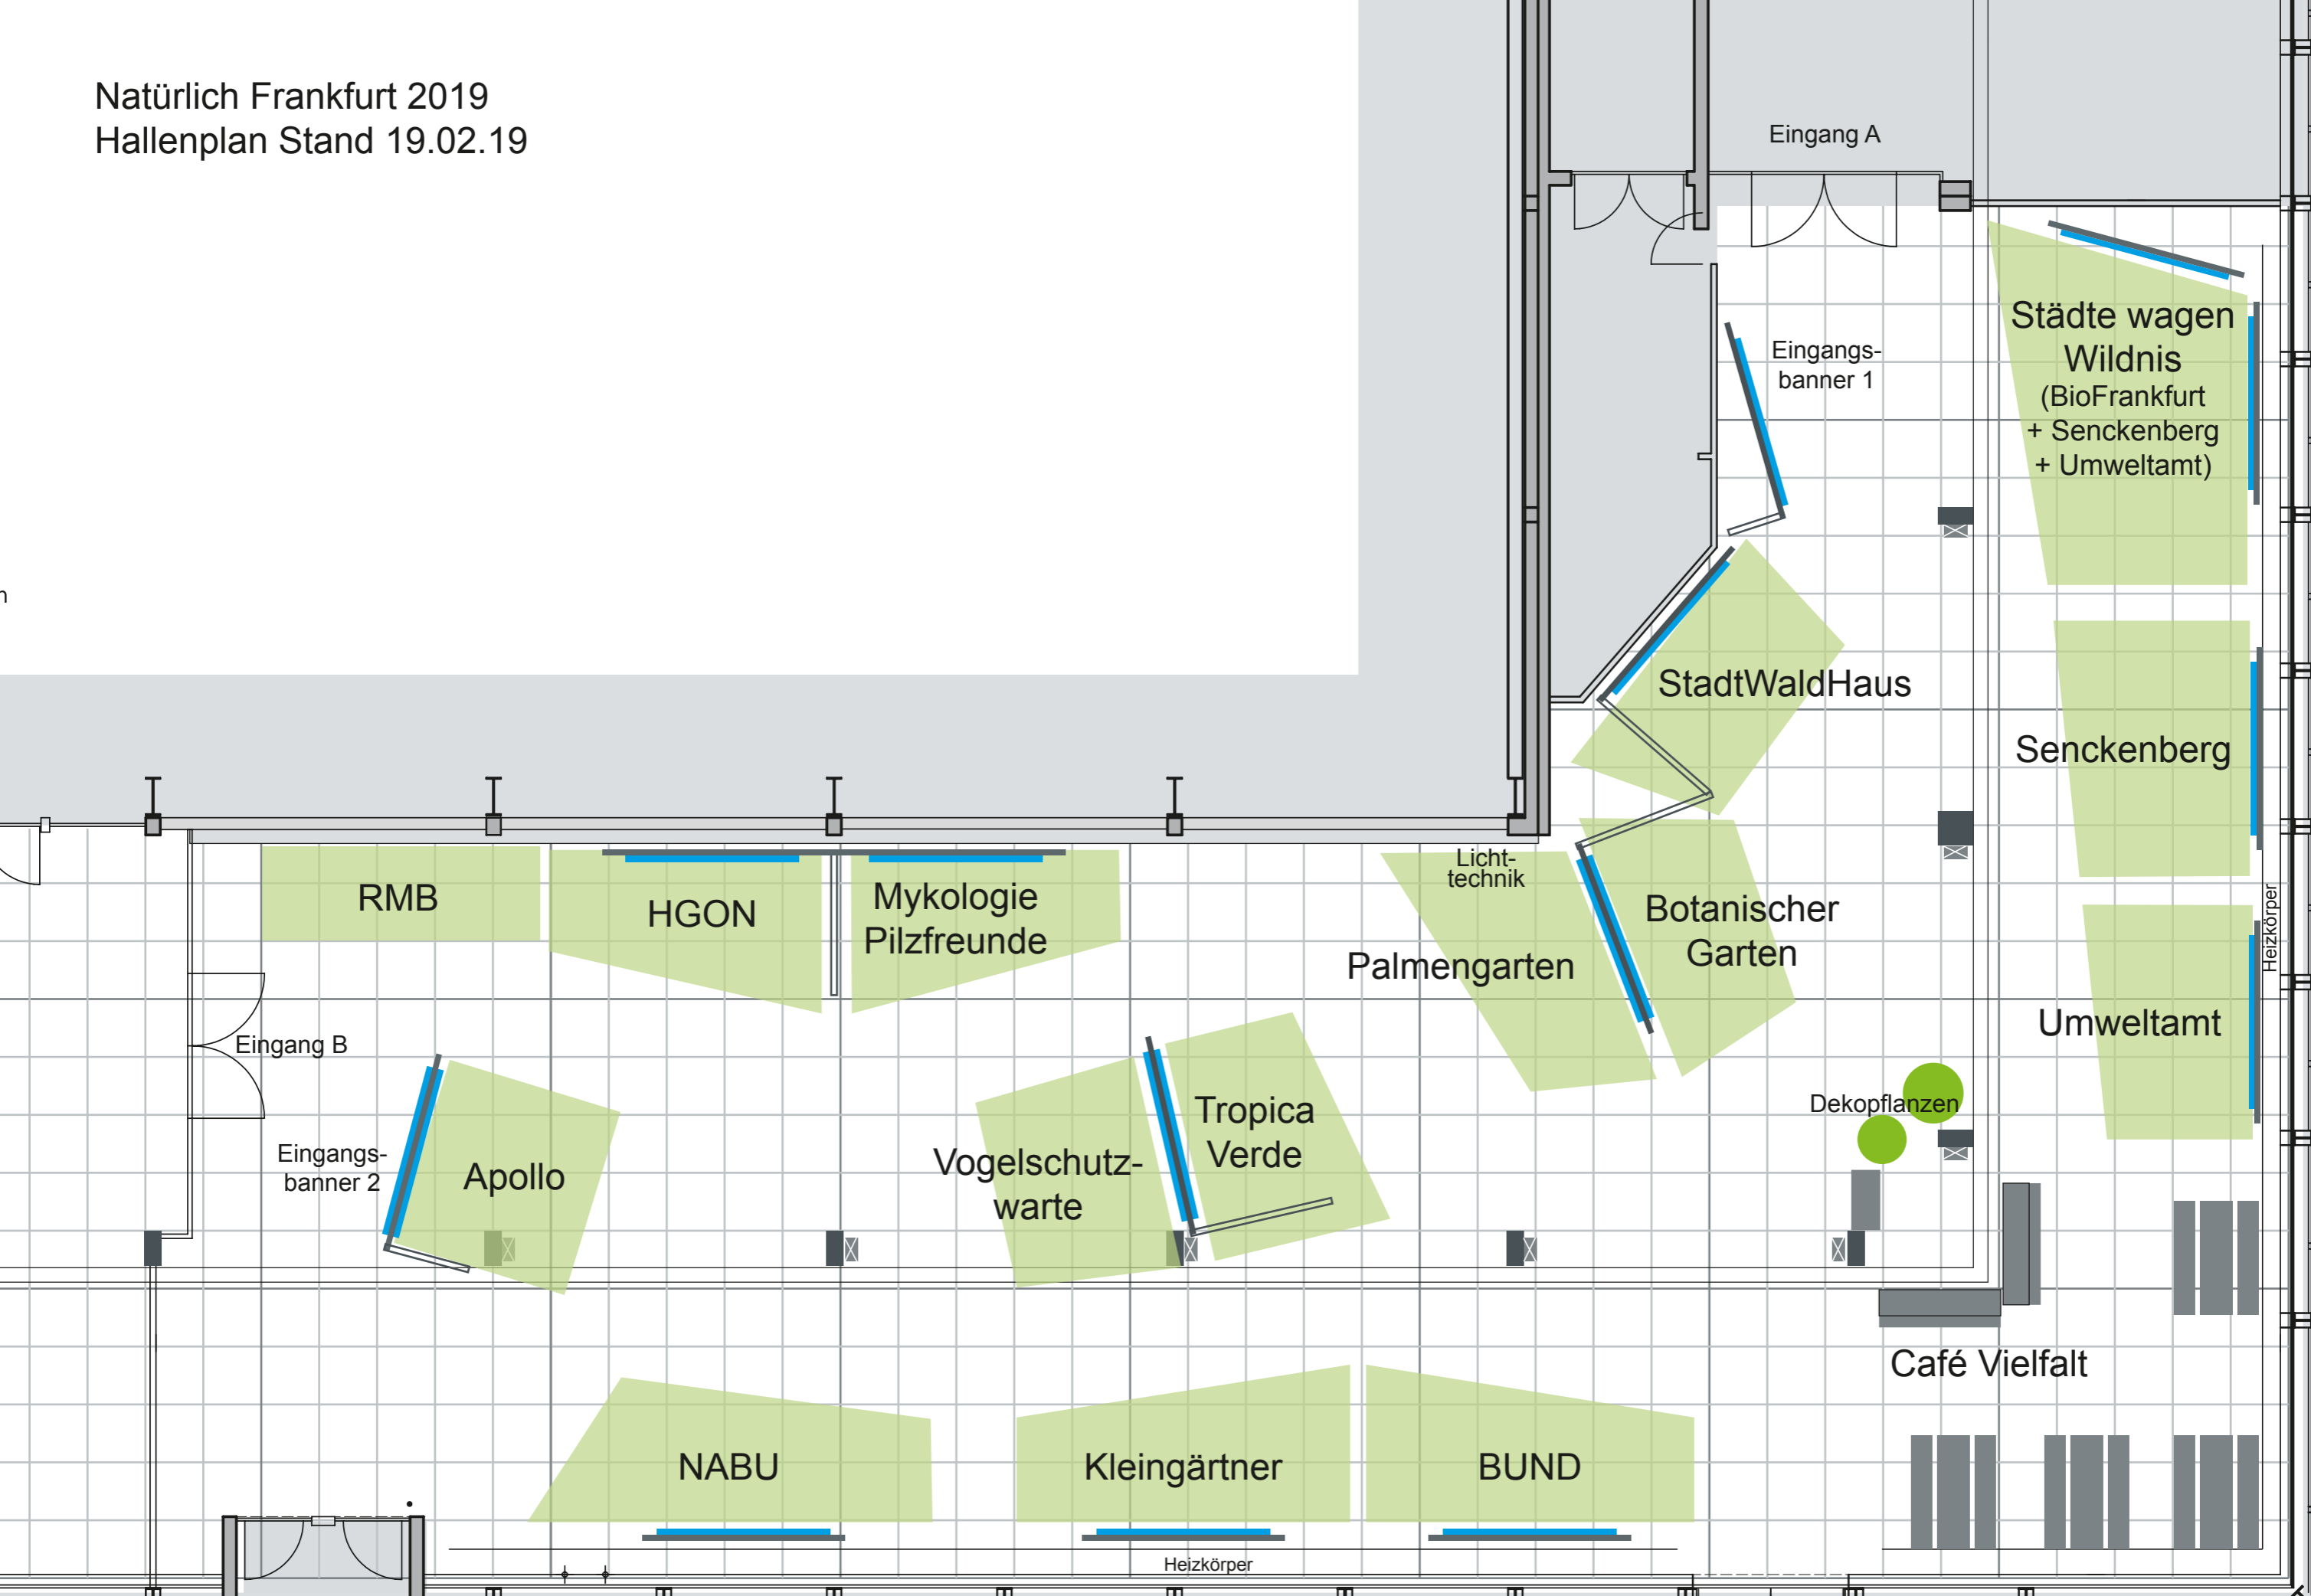 Natürlich Frankfurt 2019
Hallenplan Stand 19.02.19
Eingang A
Städte wagen
Wildnis
(BioFrankfurt
+ Senckenberg
+ Umweltamt)
Eingangs-
banner 1
n
StadtWaldHaus
Senckenberg
Licht-
technik
RMB
HGON
Mykologie
Pilzfreunde
Palmengarten
Botanischer
Garten
Heizkörper
Umweltamt
Eingang B
Dekopflanzen
Eingangs-
banner 2
Apollo
Vogelschutz-
warte
Tropica
Verde
Café Vielfalt
NABU
Kleingärtner
BUND
Heizkörper